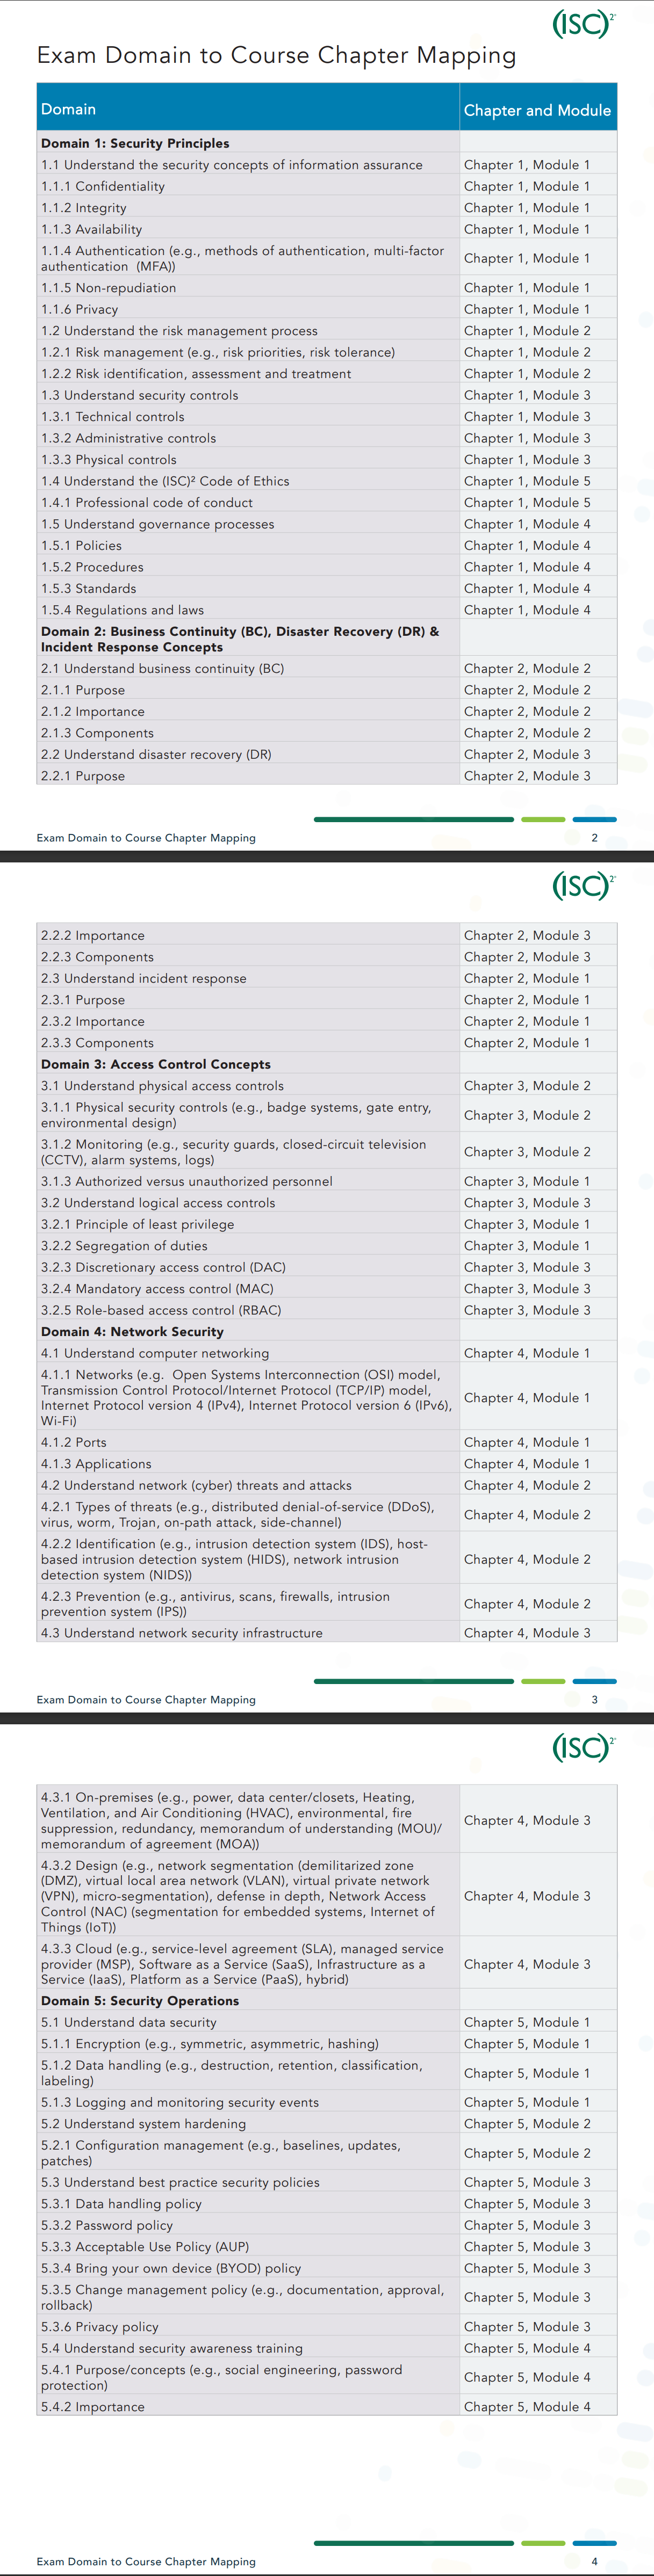 (ISC)²
Exam Domain to Course Chapter Mapping
Domain Chapter and Module
Domain 1: Security Principles
1.1 Understand the security concepts of information assurance Chapter 1, Module 1
1.1.1 Confidentiality Chapter 1, Module 1
1.1.2 Integrity Chapter 1, Module 1
1.1.3 Availability Chapter 1, Module 1
1.1.4 Authentication (e.g., methods of authentication, multi-factor
authentication (MFA)) Chapter 1, Module 1
1.1.5 Non-repudiation Chapter 1, Module 1
1.1.6 Privacy Chapter 1, Module 1
1.2 Understand the risk management process Chapter 1, Module 2
1.2.1 Risk management (e.g., risk priorities, risk tolerance) Chapter 1, Module 2
1.2.2 Risk identification, assessment and treatment Chapter 1, Module 2
1.3 Understand security controls Chapter 1, Module 3
1.3.1 Technical controls Chapter 1, Module 3
1.3.2 Administrative controls Chapter 1, Module 3
1.3.3 Physical controls Chapter 1, Module 3
1.4 Understand the (ISC)² Code of Ethics Chapter 1, Module 5
1.4.1 Professional code of conduct Chapter 1, Module 5
1.5 Understand governance processes Chapter 1, Module 4
1.5.1 Policies Chapter 1, Module 4
1.5.2 Procedures Chapter 1, Module 4
1.5.3 Standards Chapter 1, Module 4
1.5.4 Regulations and laws Chapter 1, Module 4
Domain 2: Business Continuity (BC), Disaster Recovery (DR) &
Incident Response Concepts
2.1 Understand business continuity (BC) Chapter 2, Module 2
2.1.1 Purpose Chapter 2, Module 2
2.1.2 Importance Chapter 2, Module 2
2.1.3 Components Chapter 2, Module 2
2.2 Understand disaster recovery (DR) Chapter 2, Module 3
2.2.1 Purpose Chapter 2, Module 3
Exam Domain to Course Chapter Mapping 2
(ISC)²
2.2.2 Importance Chapter 2, Module 3
2.2.3 Components Chapter 2, Module 3
2.3 Understand incident response Chapter 2, Module 1
2.3.1 Purpose Chapter 2, Module 1
2.3.2 Importance Chapter 2, Module 1
2.3.3 Components Chapter 2, Module 1
Domain 3: Access Control Concepts
3.1 Understand physical access controls Chapter 3, Module 2
3.1.1 Physical security controls (e.g., badge systems, gate entry,
environmental design) Chapter 3, Module 2
3.1.2 Monitoring (e.g., security guards, closed-circuit television
(CCTV), alarm systems, logs) Chapter 3, Module 2
3.1.3 Authorized versus unauthorized personnel Chapter 3, Module 1
3.2 Understand logical access controls Chapter 3, Module 3
3.2.1 Principle of least privilege Chapter 3, Module 1
3.2.2 Segregation of duties Chapter 3, Module 1
3.2.3 Discretionary access control (DAC) Chapter 3, Module 3
3.2.4 Mandatory access control (MAC) Chapter 3, Module 3
3.2.5 Role-based access control (RBAC) Chapter 3, Module 3
Domain 4: Network Security
4.1 Understand computer networking Chapter 4, Module 1
4.1.1 Networks (e.g. Open Systems Interconnection (OSI) model,
Transmission Control Protocol/Internet Protocol (TCP/IP) model,
Internet Protocol version 4 (IPv4), Internet Protocol version 6 (IPv6),
Wi-Fi) Chapter 4, Module 1
4.1.2 Ports Chapter 4, Module 1
4.1.3 Applications Chapter 4, Module 1
4.2 Understand network (cyber) threats and attacks Chapter 4, Module 2
4.2.1 Types of threats (e.g., distributed denial-of-service (DDoS),
virus, worm, Trojan, on-path attack, side-channel) Chapter 4, Module 2
4.2.2 Identification (e.g., intrusion detection system (IDS), host-
based intrusion detection system (HIDS), network intrusion
detection system (NIDS)) Chapter 4, Module 2
4.2.3 Prevention (e.g., antivirus, scans, firewalls, intrusion
prevention system (IPS)) Chapter 4, Module 2
4.3 Understand network security infrastructure Chapter 4, Module 3
Exam Domain to Course Chapter Mapping 3
(ISC)²
4.3.1 On-premises (e.g., power, data center/closets, Heating,
Ventilation, and Air Conditioning (HVAC), environmental, fire
suppression, redundancy, memorandum of understanding (MOU)/
memorandum of agreement (MOA)) Chapter 4, Module 3
4.3.2 Design (e.g., network segmentation (demilitarized zone
(DMZ), virtual local area network (VLAN), virtual private network
(VPN), micro-segmentation), defense in depth, Network Access
Control (NAC) (segmentation for embedded systems, Internet of
Things (IoT)) Chapter 4, Module 3
4.3.3 Cloud (e.g., service-level agreement (SLA), managed service
provider (MSP), Software as a Service (SaaS), Infrastructure as a
Service (IaaS), Platform as a Service (PaaS), hybrid) Chapter 4, Module 3
Domain 5: Security Operations
5.1 Understand data security Chapter 5, Module 1
5.1.1 Encryption (e.g., symmetric, asymmetric, hashing) Chapter 5, Module 1
5.1.2 Data handling (e.g., destruction, retention, classification,
labeling) Chapter 5, Module 1
5.1.3 Logging and monitoring security events Chapter 5, Module 1
5.2 Understand system hardening Chapter 5, Module 2
5.2.1 Configuration management (e.g., baselines, updates,
patches) Chapter 5, Module 2
5.3 Understand best practice security policies Chapter 5, Module 3
5.3.1 Data handling policy Chapter 5, Module 3
5.3.2 Password policy Chapter 5, Module 3
5.3.3 Acceptable Use Policy (AUP) Chapter 5, Module 3
5.3.4 Bring your own device (BYOD) policy Chapter 5, Module 3
5.3.5 Change management policy (e.g., documentation, approval,
rollback) Chapter 5, Module 3
5.3.6 Privacy policy Chapter 5, Module 3
5.4 Understand security awareness training Chapter 5, Module 4
5.4.1 Purpose/concepts (e.g., social engineering, password
protection) Chapter 5, Module 4
5.4.2 Importance Chapter 5, Module 4
Exam Domain to Course Chapter Mapping 4